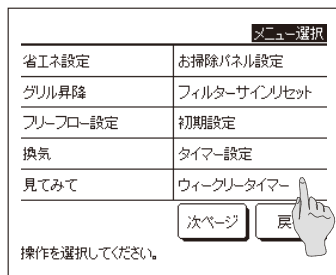 メニュー選択
省エネ設定 お掃除パネル設定
グリル昇降 フィルターサインリセット
フリーフロー設定 初期設定
換気 タイマー設定
見てみて ウィークリータイマー
次ページ 戻
操作を選択してください。